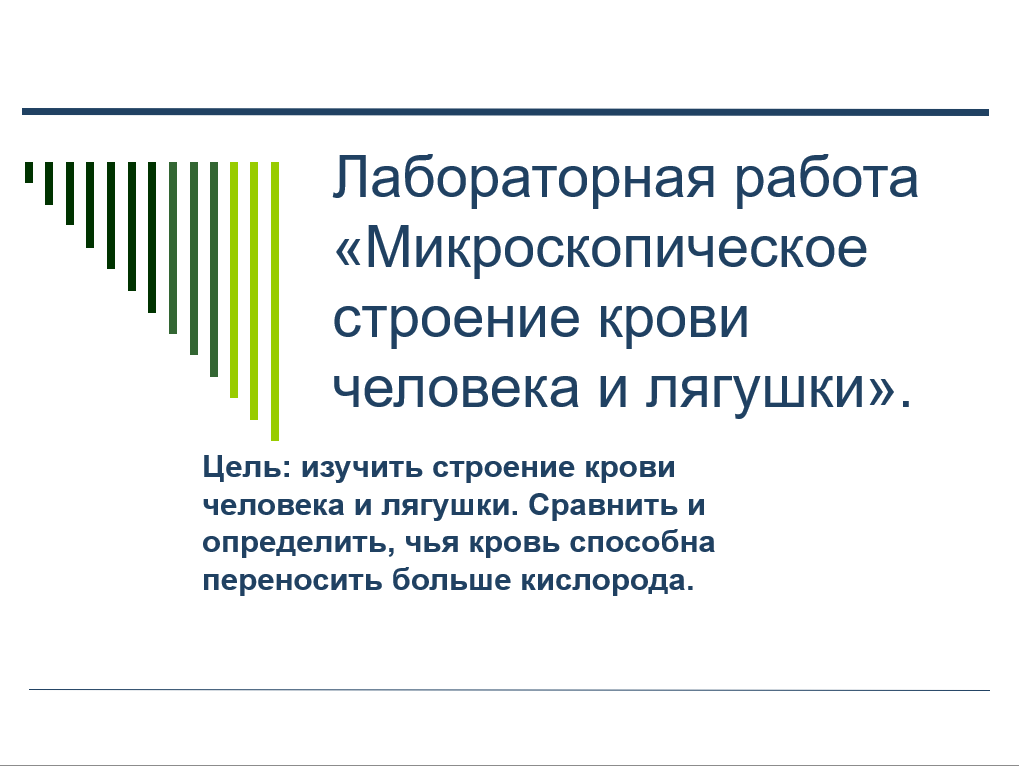 Лабораторная работа
«Микроскопическое
строение крови
человека и лягушки».
Цель: изучить строение крови
человека и лягушки. Сравнить и
определить, чья кровь способна
переносить больше кислорода.